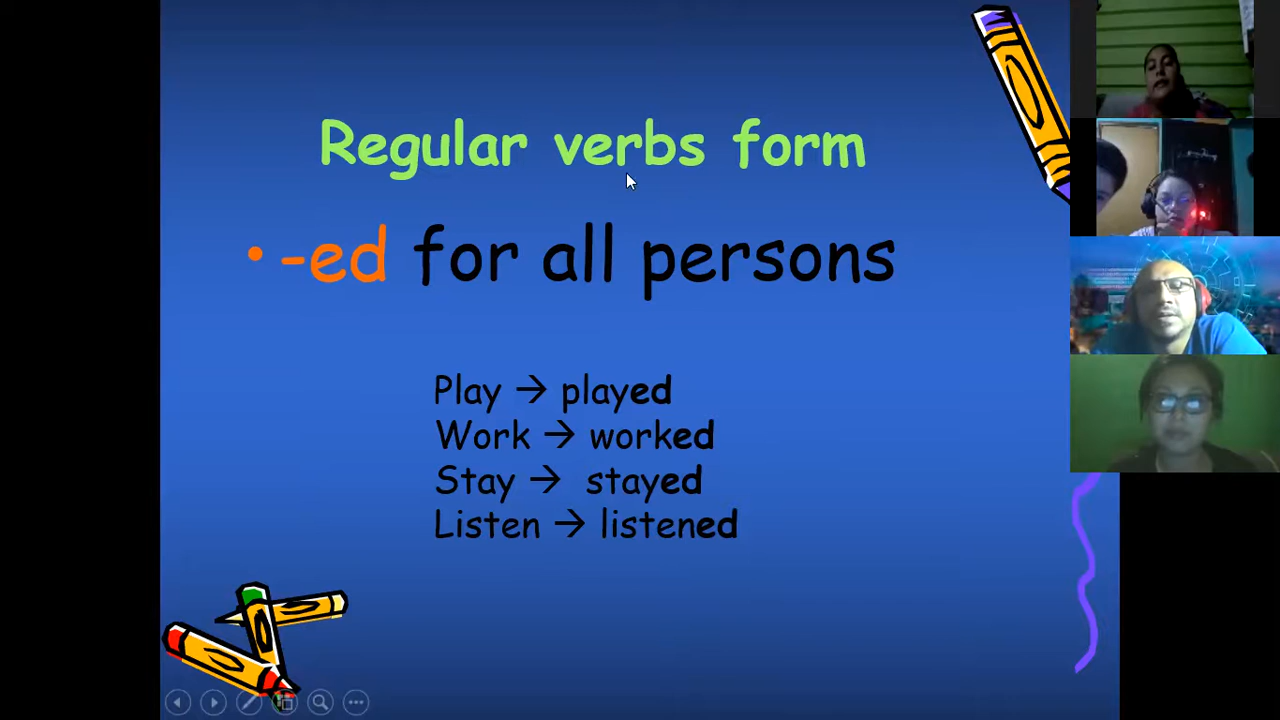 Regular verbs form
• -ed for all persons
Play → played
Work → worked
Stay → stayed
Listen → listened